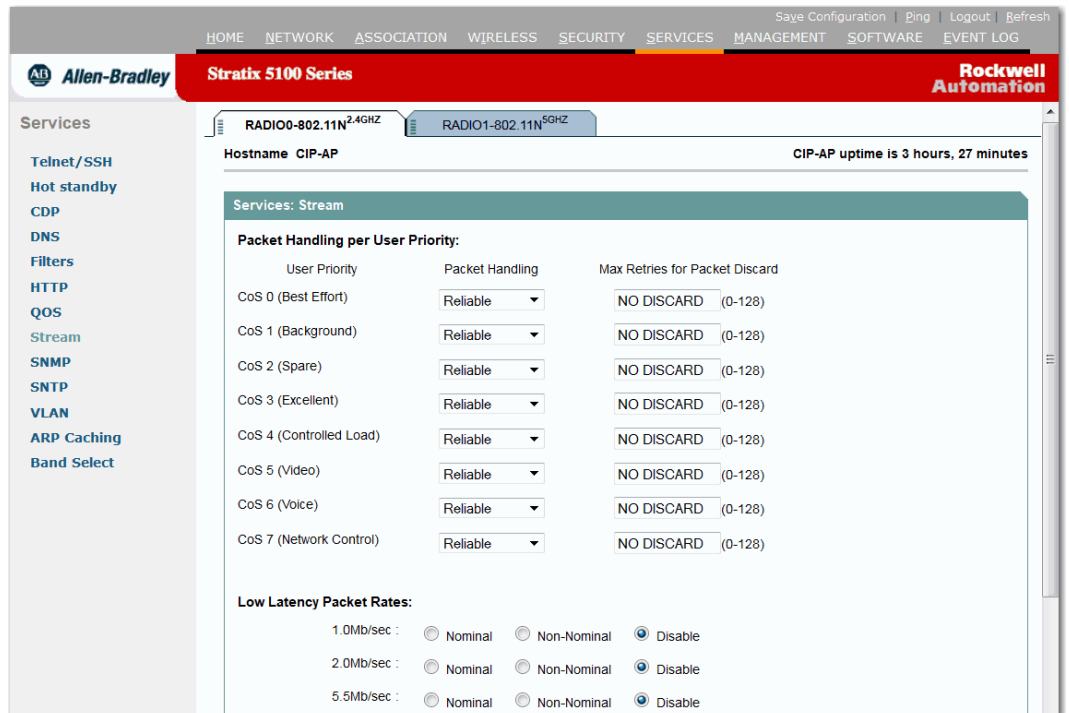 Save Configuration | Ping | Logout | Refresh
HOME NETWORK ASSOCIATION WIRELESS SECURITY SERVICES MANAGEMENT SOFTWARE EVENT LOG
AB Allen-Bradley
Stratix 5100 Series
Rockwell
Automation
Services
Telnet/SSH
Hot standby
CDP
DNS
Filters
HTTP
QOS
Stream
SNMP
SNTP
VLAN
ARP Caching
Band Select
RADIO0-802.11N2.4GHZ RADIO1-802.11N5GHZ
Hostname CIP-AP CIP-AP uptime is 3 hours, 27 minutes
Services: Stream
Packet Handling per User Priority:
User Priority Packet Handling Max Retries for Packet Discard
CoS 0 (Best Effort) Reliable NO DISCARD (0-128)
CoS 1 (Background) Reliable NO DISCARD (0-128)
CoS 2 (Spare) Reliable NO DISCARD (0-128)
CoS 3 (Excellent) Reliable NO DISCARD (0-128)
CoS 4 (Controlled Load) Reliable NO DISCARD (0-128)
CoS 5 (Video) Reliable NO DISCARD (0-128)
CoS 6 (Voice) Reliable NO DISCARD (0-128)
CoS 7 (Network Control) Reliable NO DISCARD (0-128)
Low Latency Packet Rates:
1.0Mb/sec : Nominal Non-Nominal Disable
2.0Mb/sec : Nominal Non-Nominal Disable
5.5Mb/sec : Nominal Non-Nominal Disable